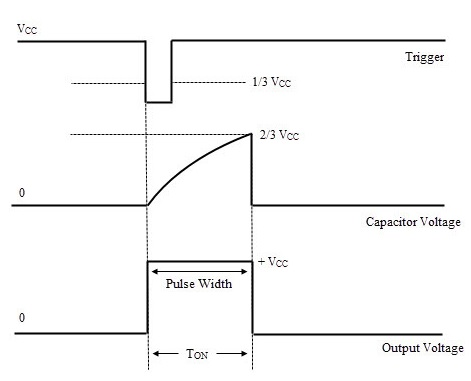 Vcc
Trigger
1/3 Vcc
2/3 Vcc
0
Capacitor Voltage
+ Vcc
Pulse Width
0
Output Voltage
TON